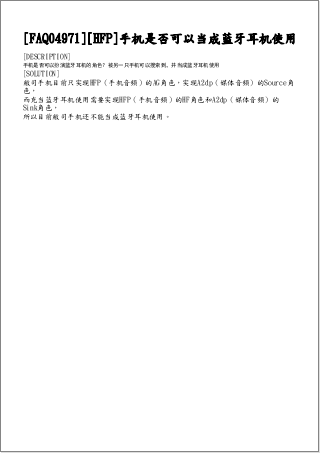 [FAQ04971][HFP]手机是否可以当成蓝牙耳机使用
[DESCRIPTION]
手机是否可以扮演蓝牙耳机的角色？被另一只手机可以搜索到，并当成蓝牙耳机使用
[SOLUTION]
敝司手机目前只实现HFP（手机音频）的AG角色，实现A2dp（媒体音频）的Source角
色。
而充当蓝牙耳机使用需要实现HFP（手机音频）的HF角色和A2dp（媒体音频）的
Sink角色。
所以目前敝司手机还不能当成蓝牙耳机使用。